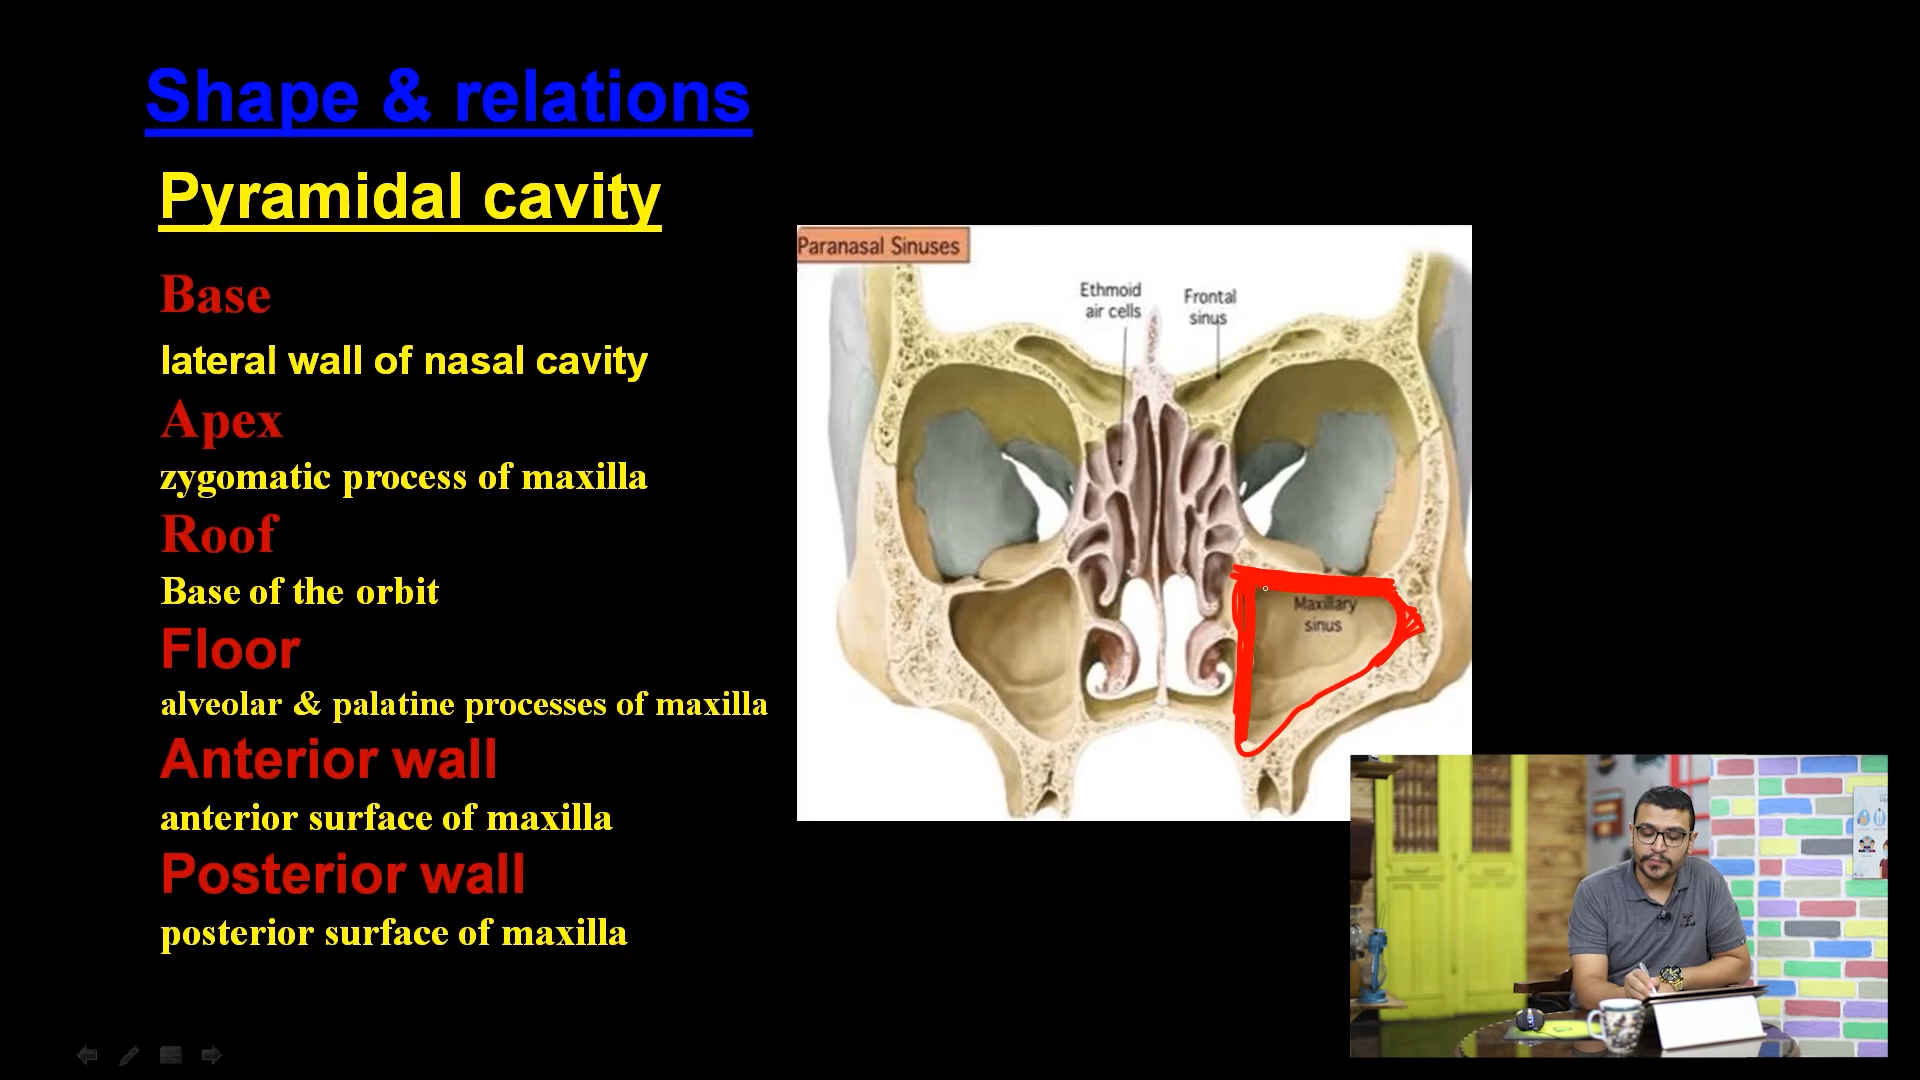 Shape & relations
Pyramidal cavity
Base
lateral wall of nasal cavity
Apex
zygomatic process of maxilla
Roof
Base of the orbit
Floor
alveolar & palatine processes of maxilla
Anterior wall
anterior surface of maxilla
Posterior wall
posterior surface of maxilla
Paranasal Sinuses
Ethmoid
air cells
Frontal
sinus
Maxillary
sinus